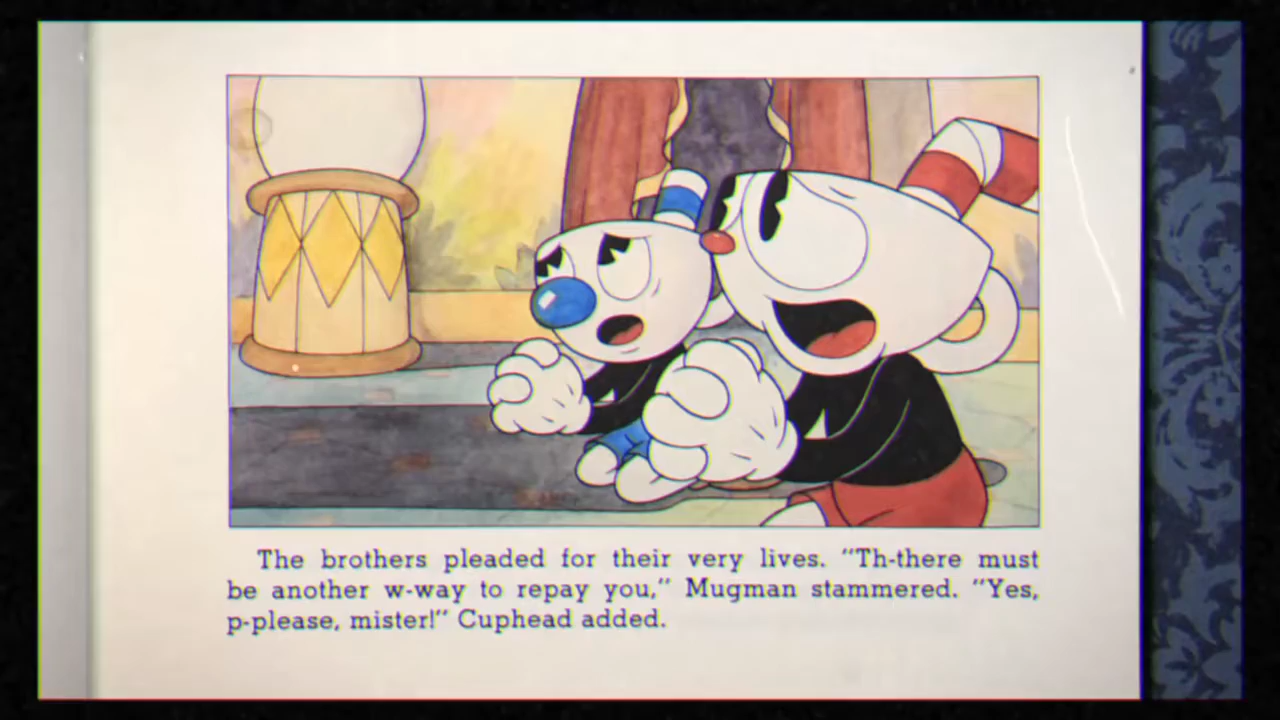 The brothers pleaded for their very lives. “Th-there must
be another w-way to repay you,” Mugman stammered. “Yes,
p-please, mister!” Cuphead added.